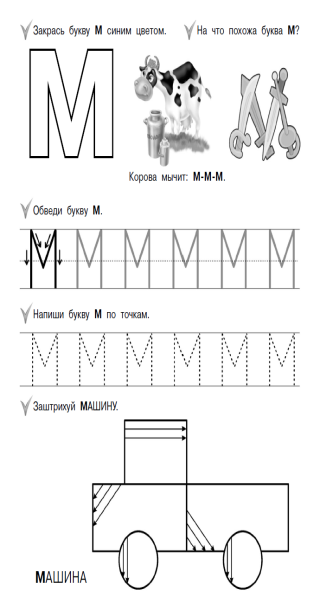 Закрась букву М синим цветом.
На что похожа буква М?
М
Корова мычит: М-М-М.
Обведи букву М.
М М М М М М
Напиши букву М по точкам.
М М М М М М
Заштрихуй МАШИНУ.
МАШИНА